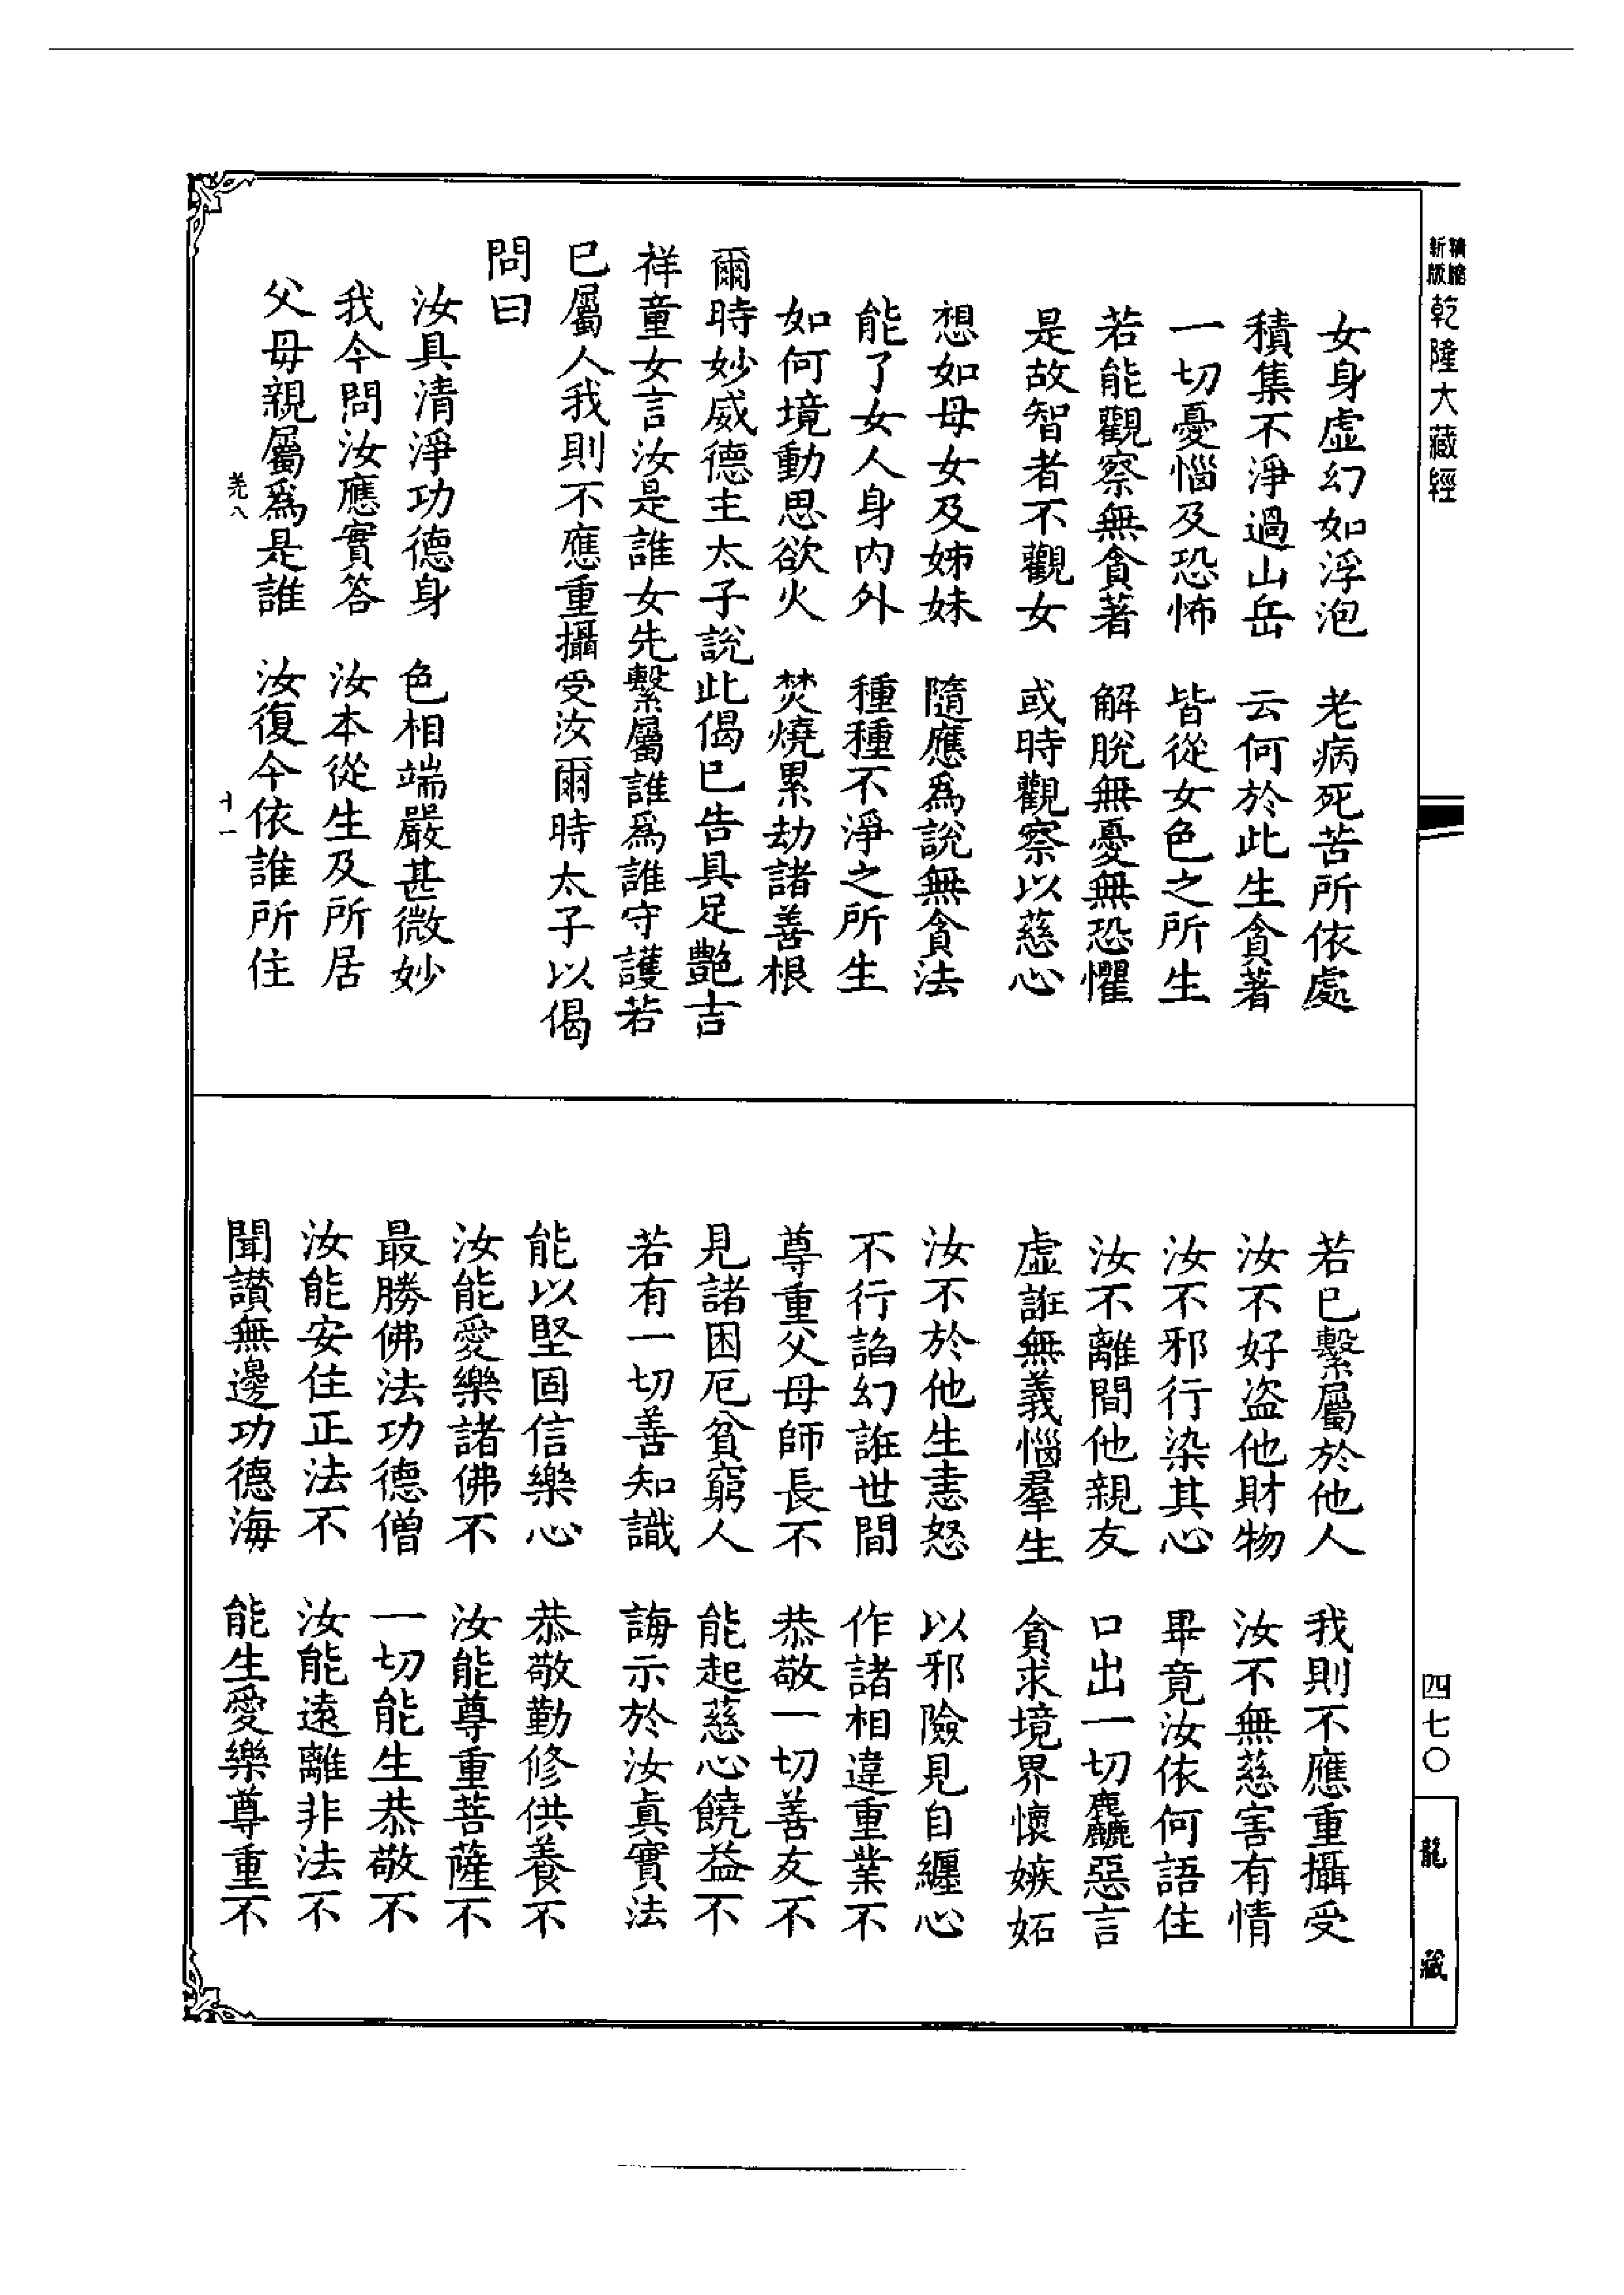 精縮新版乾隆大藏經
女身虛幻如浮泡　老病死苦所依處
積集不淨過山岳　云何於此生貪著
一切憂惱及恐怖　皆從女色之所生
若能觀察無貪著　解脫無憂無恐懼
是故智者不觀女　或時觀察以慈心
想如母女及姊妹　隨應爲說無貪法
能了女人身内外　種種不淨之所生
如何境動思欲火　焚燒累劫諸善根
爾時妙威德主太子說此偈已告具足艶吉
祥童女言汝是誰女先繫屬誰爲誰守護若
已屬人我則不應重攝受汝爾時太子以偈
問曰
汝具清淨功德身　色相端嚴甚微妙
我今問汝應實答　汝本從生及所居
父毋親屬爲是誰　汝復今依誰所住
羌八　十一
若已繫屬於他人　我則不應重攝受
汝不好盜他財物　汝不無慈害有情
汝不邪行染其心　畢竟汝依何語住
汝不離間他親友　口出一切麤惡言
虛誑無義惱羣生　貪求境界懷嫉妬
汝不於他生恚怒　以邪險見自纏心
不行諂幻誑世間　作諸相違重業不
尊重父母師長不　恭敬一切善友不
見諸困厄貧窮人　能起慈心饒益不
若有一切善知識　誨示於汝眞實法
能以堅固信樂心　恭敬勤修供養不
汝能愛樂諸佛不　汝能尊重菩薩不
最勝佛法功德僧　一切能生恭敬不
汝能安住正法不　汝能遠離非法不
聞讚無邊功德海　能生愛樂尊重不
四七〇
龍藏